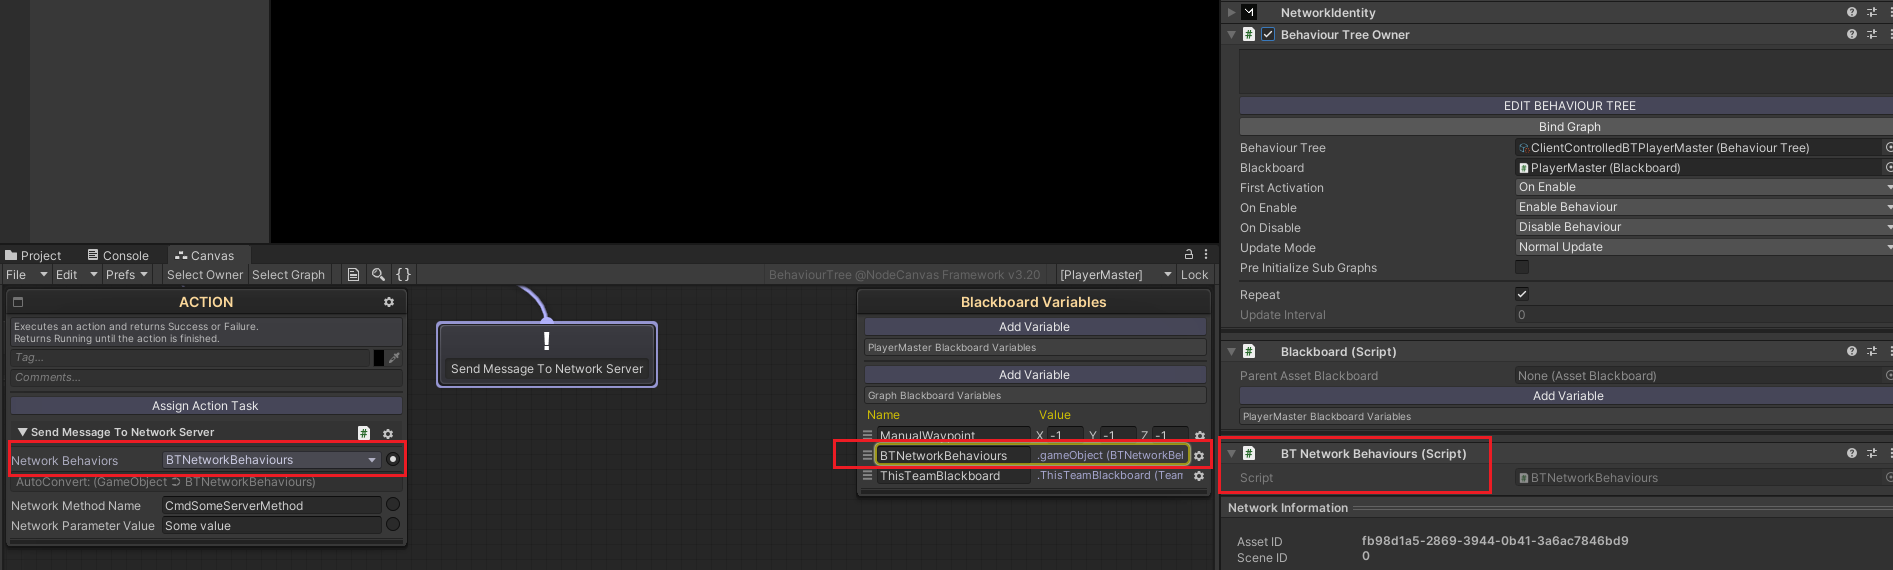 Project
Console
Canvas
File
Edit
Prefs
Select Owner
Select Graph
{}
BehaviourTree @NodeCanvas Framework v3.20
[PlayerMaster]
Lock
ACTION
Executes an action and returns Success or Failure.
Returns Running until the action is finished.
Tag...
Comments...
Assign Action Task
Send Message To Network Server
Network Behaviors
BTNetworkBehaviours
AutoConvert: (GameObject ⊃ BTNetworkBehaviours)
Network Method Name
CmdSomeServerMethod
Network Parameter Value
Some value
!
Send Message To Network Server
Blackboard Variables
Add Variable
PlayerMaster Blackboard Variables
Add Variable
Graph Blackboard Variables
Name Value
ManualWaypoint X -1 Y -1 Z -1
BTNetworkBehaviours .gameObject (BTNetworkBel
ThisTeamBlackboard .ThisTeamBlackboard (Team
NetworkIdentity
Behaviour Tree Owner
EDIT BEHAVIOUR TREE
Bind Graph
Behaviour Tree ClientControlledBTPlayerMaster (Behaviour Tree)
Blackboard PlayerMaster (Blackboard)
First Activation On Enable
On Enable Enable Behaviour
On Disable Disable Behaviour
Update Mode Normal Update
Pre Initialize Sub Graphs
Repeat
Update Interval 0
Blackboard (Script)
Parent Asset Blackboard None (Asset Blackboard)
Add Variable
PlayerMaster Blackboard Variables
BT Network Behaviours (Script)
Script BTNetworkBehaviours
Network Information
Asset ID fb98d1a5-2869-3944-0b41-3a6ac7846bd9
Scene ID 0